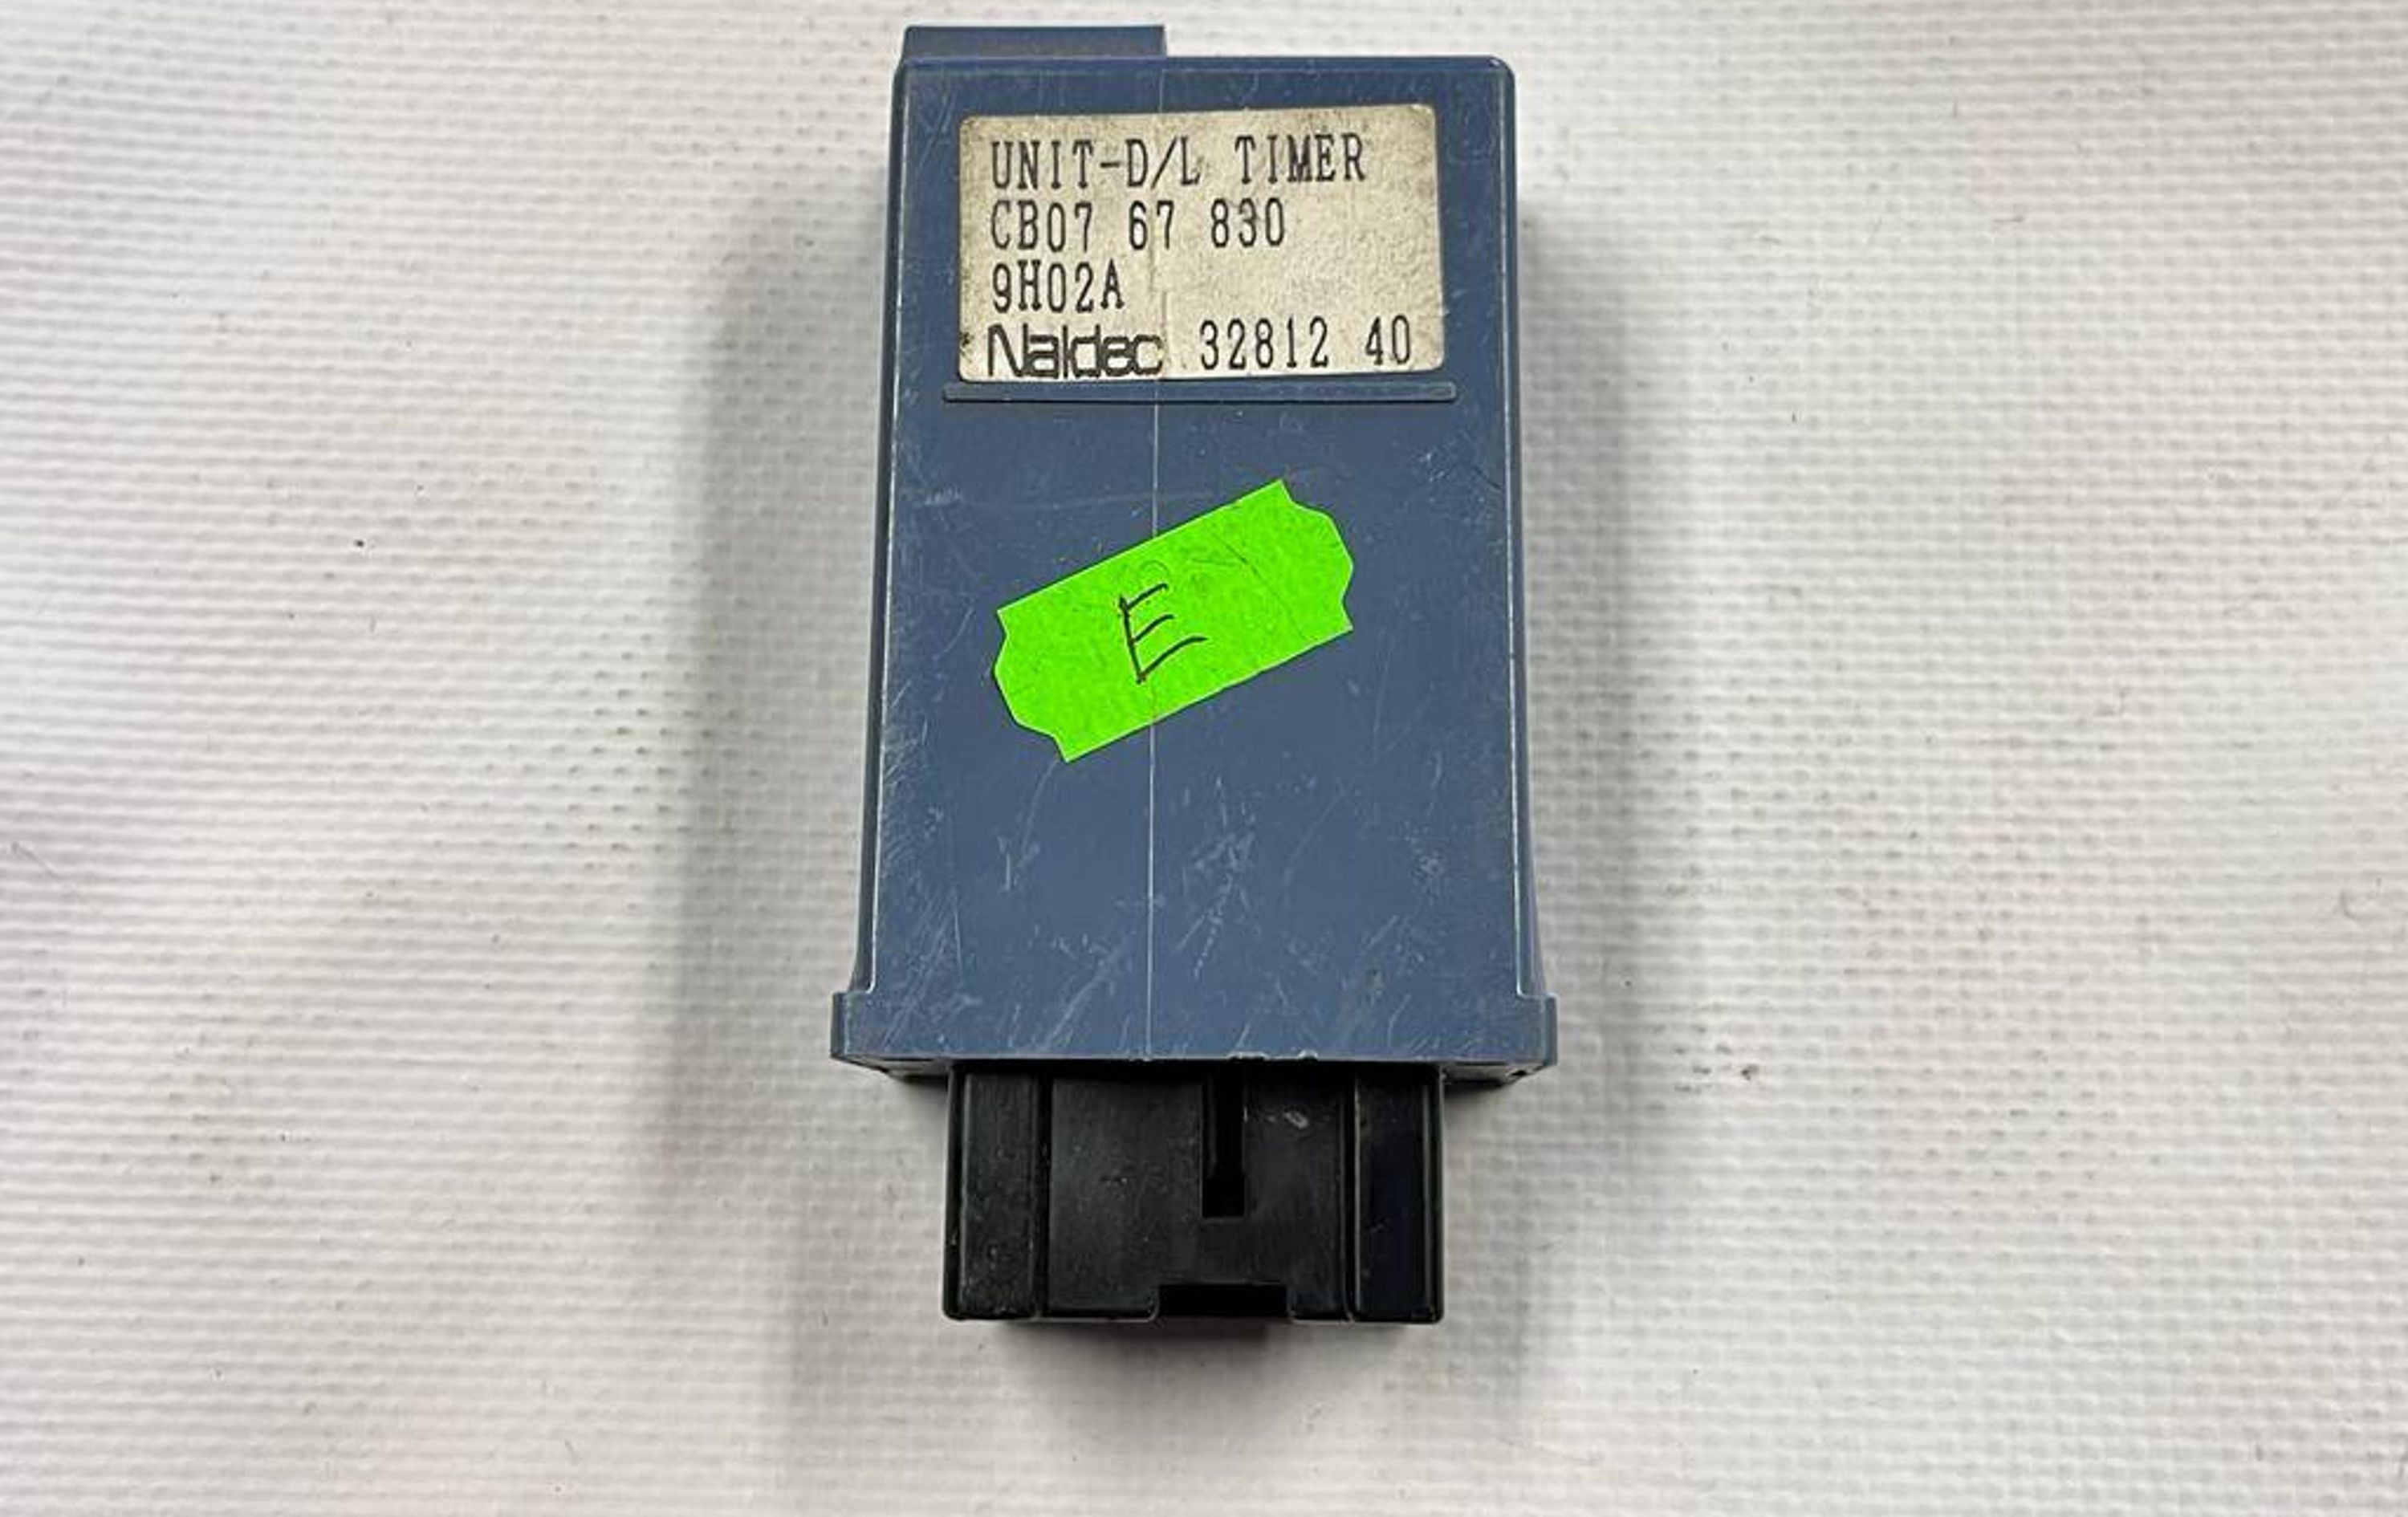 UNIT-D/L TIMER
CB07 67 830
9H02A
Naldec 32812 40
E